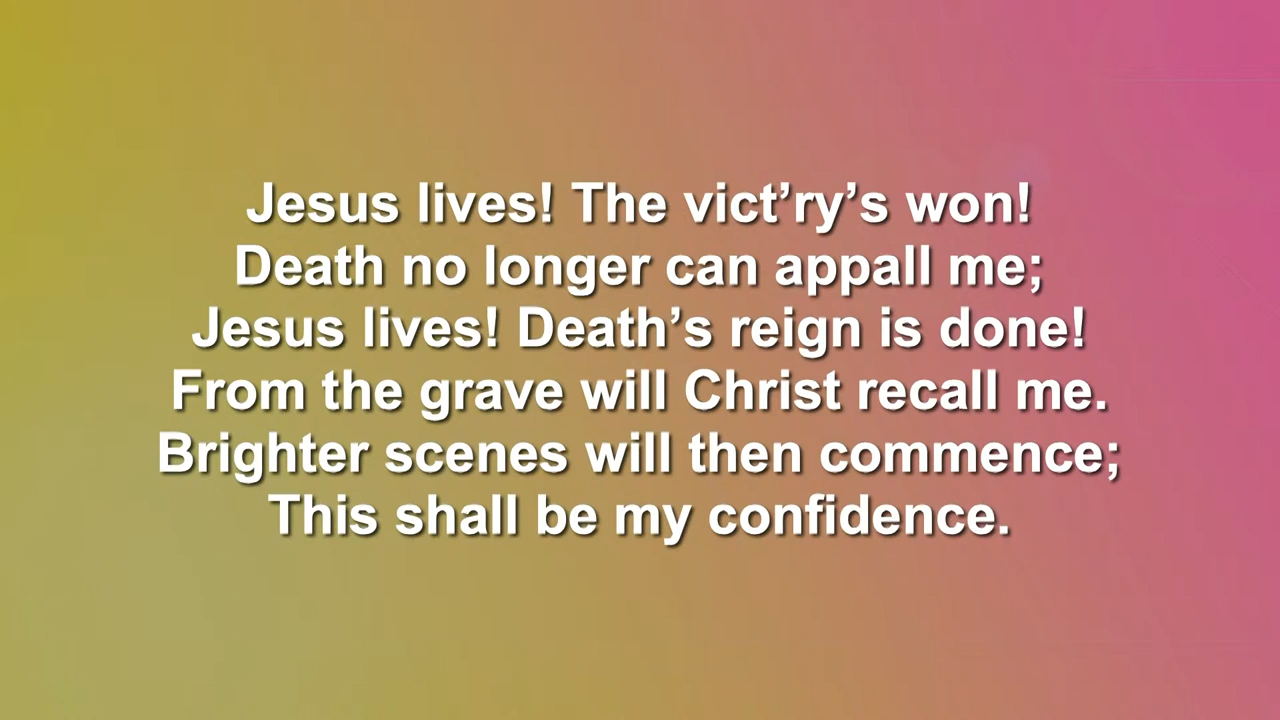 Jesus lives! The vict’ry’s won!
Death no longer can appall me;
Jesus lives! Death’s reign is done!
From the grave will Christ recall me.
Brighter scenes will then commence;
This shall be my confidence.